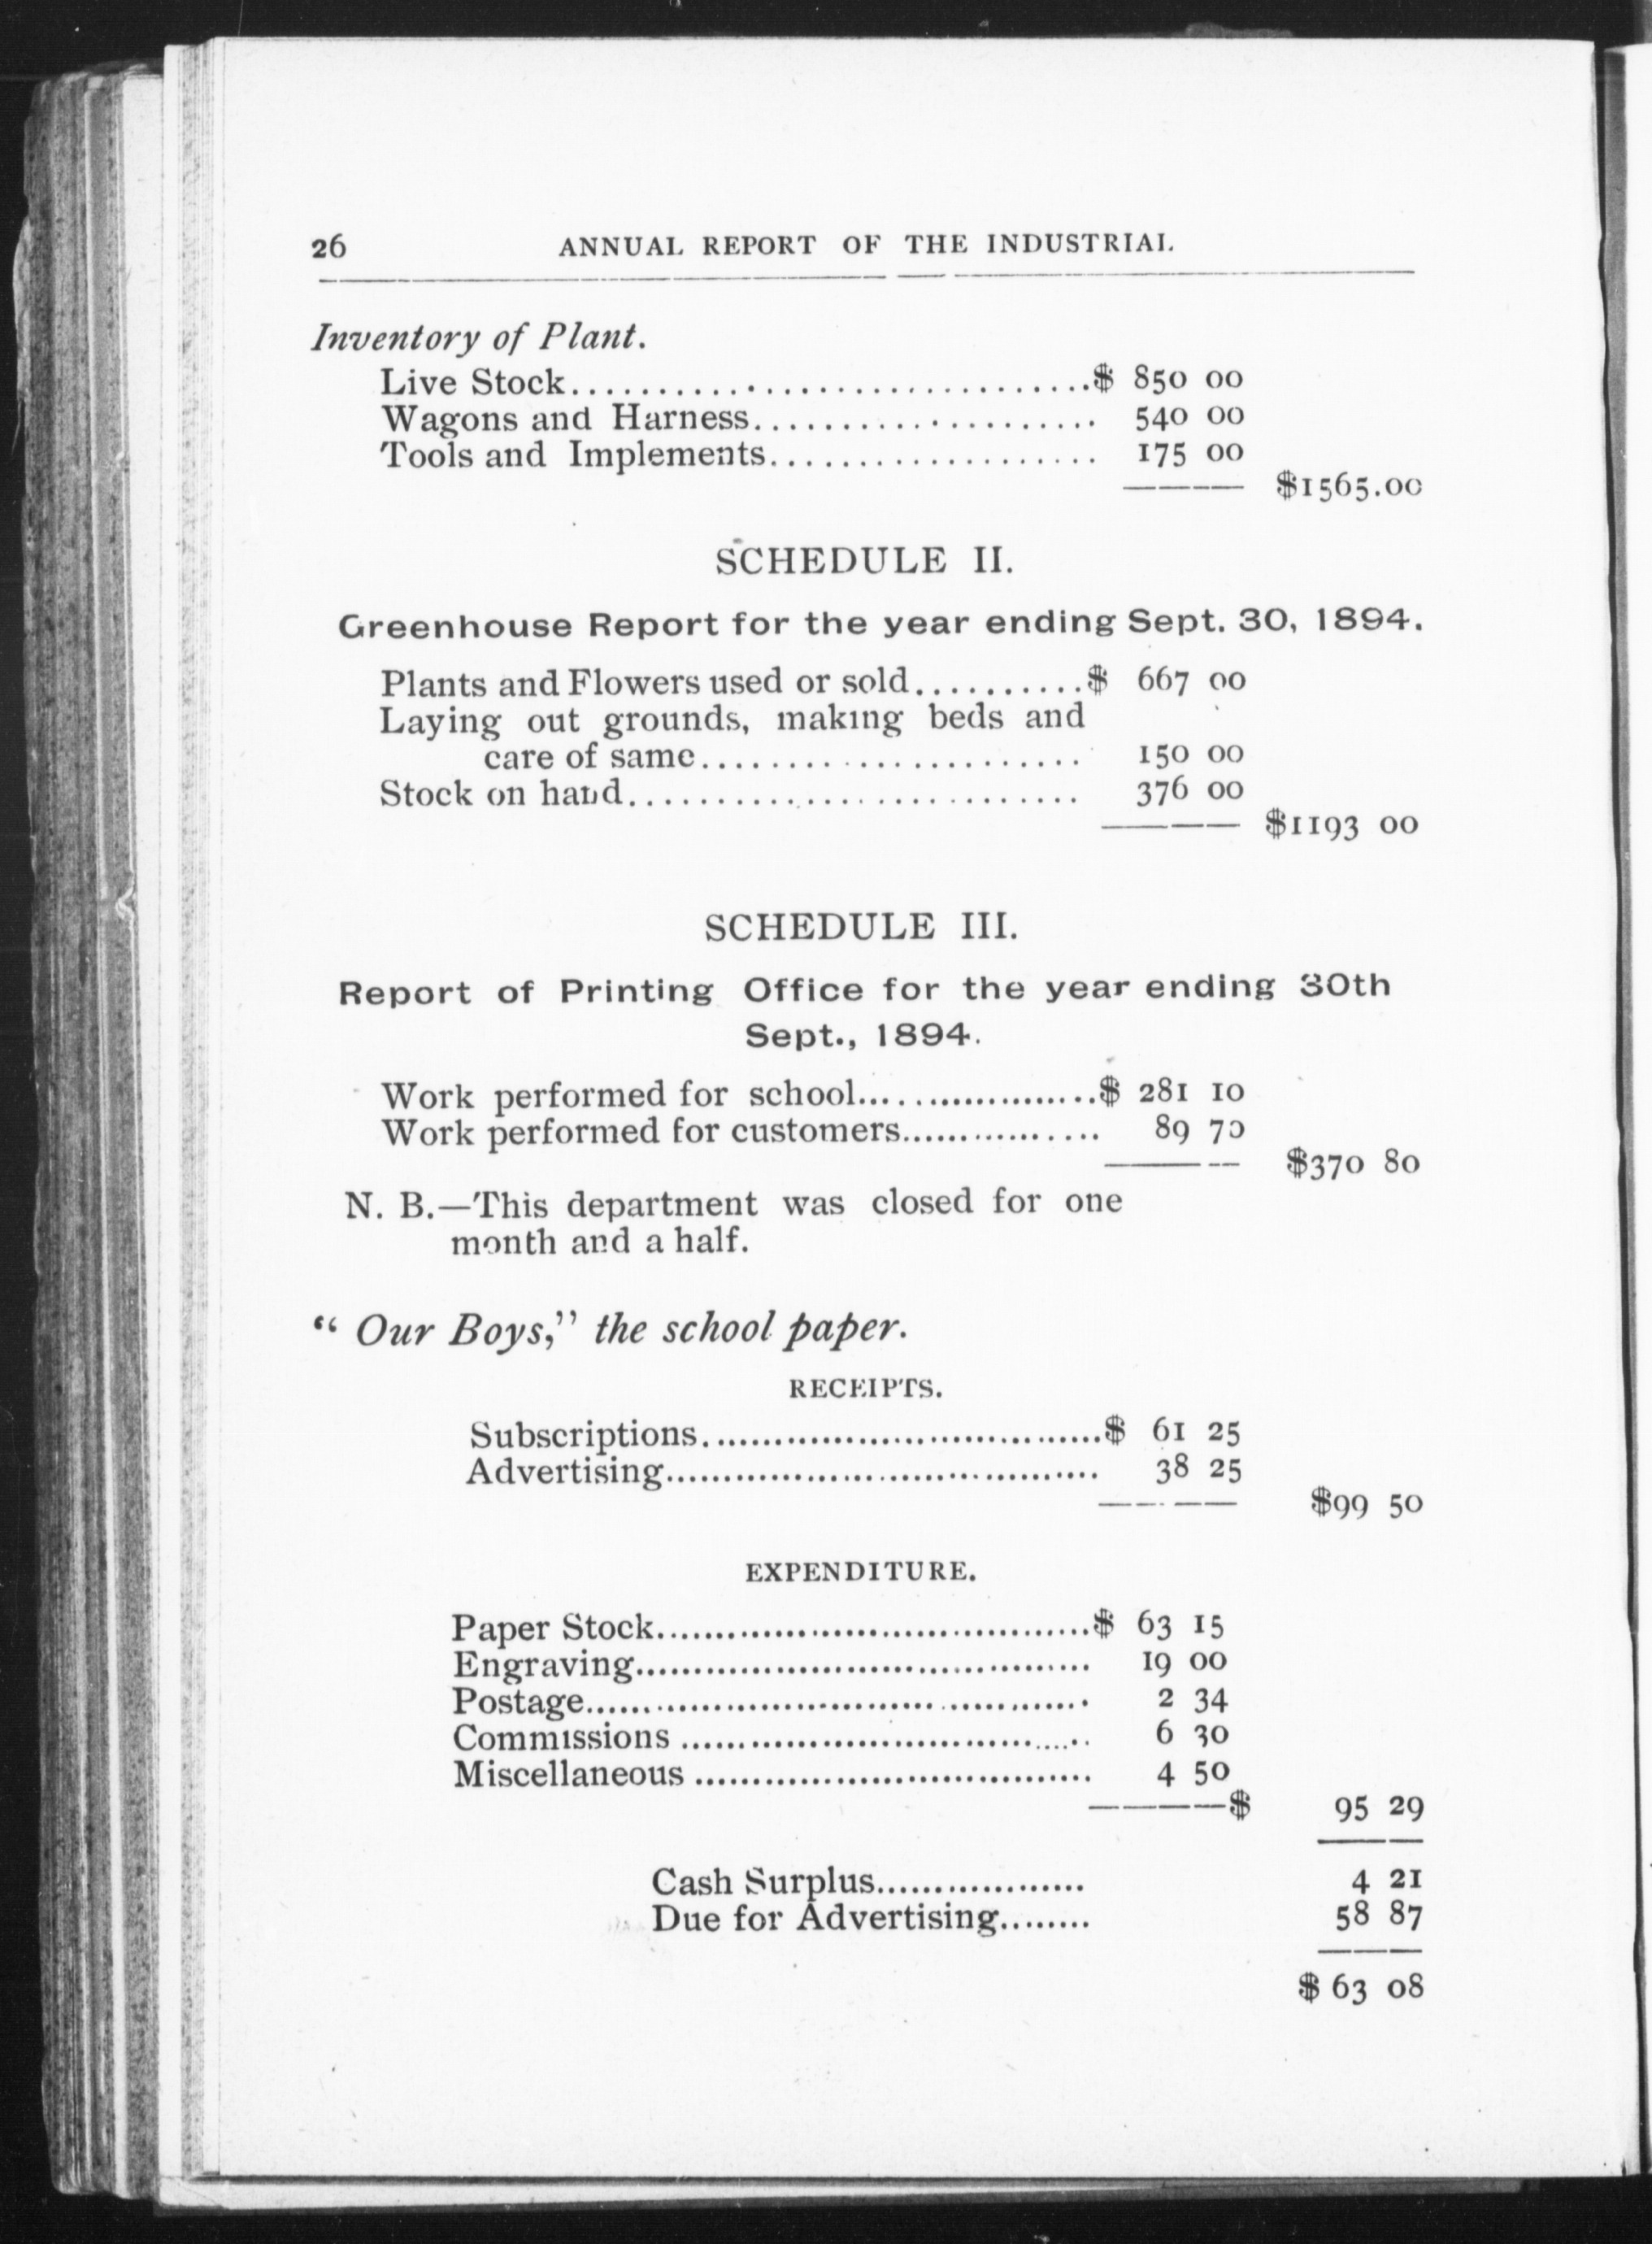 26 ANNUAL REPORT OF THE INDUSTRIAL
Inventory of Plant.
Live Stock....................................$ 850 00
Wagons and Harness........................ 540 00
Tools and Implements....................... 175 00
$1565.00
SCHEDULE II.
Greenhouse Report for the year ending Sept. 30, 1894.
Plants and Flowers used or sold..........$ 667 00
Laying out grounds, making beds and
care of same....................... 150 00
Stock on hand.............................. 376 00
$1193 00
SCHEDULE III.
Report of Printing Office for the year ending 30th
Sept., 1894.
Work performed for school....................$ 281 10
Work performed for customers................. 89 70
$370 80
N. B.—This department was closed for one
month and a half.
“ Our Boys,” the school paper.
RECEIPTS.
Subscriptions..................................$ 61 25
Advertising..................................... 38 25
$99 50
EXPENDITURE.
Paper Stock.....................................$ 63 15
Engraving....................................... 19 00
Postage........................................... 2 34
Commissions ................................... 6 30
Miscellaneous .................................. 4 50
$ 95 29
Cash Surplus.................. 4 21
Due for Advertising........ 58 87
$ 63 08